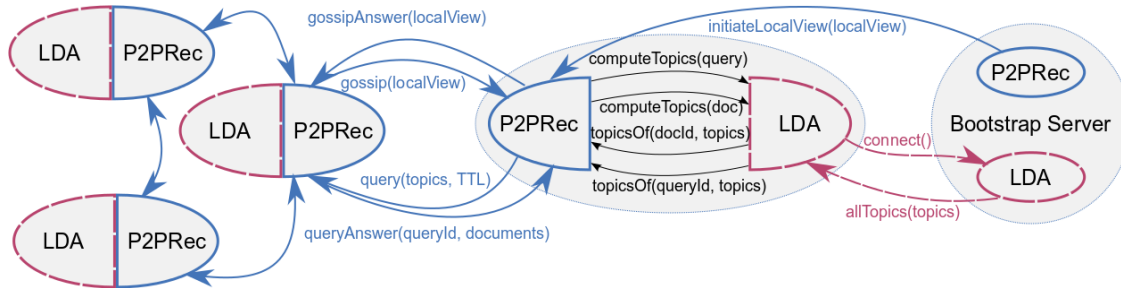 gossipAnswer(localView)
initiateLocalView(localView)
LDA
P2PRec
computeTopics(query)
P2PRec
gossip(localView)
computeTopics(doc)
Bootstrap Server
LDA
P2PRec
P2PRec
topicsOf(docId, topics)
LDA
connect()
query(topics, TTL)
topicsOf(queryId, topics)
LDA
allTopics(topics)
LDA
P2PRec
queryAnswer(queryId, documents)